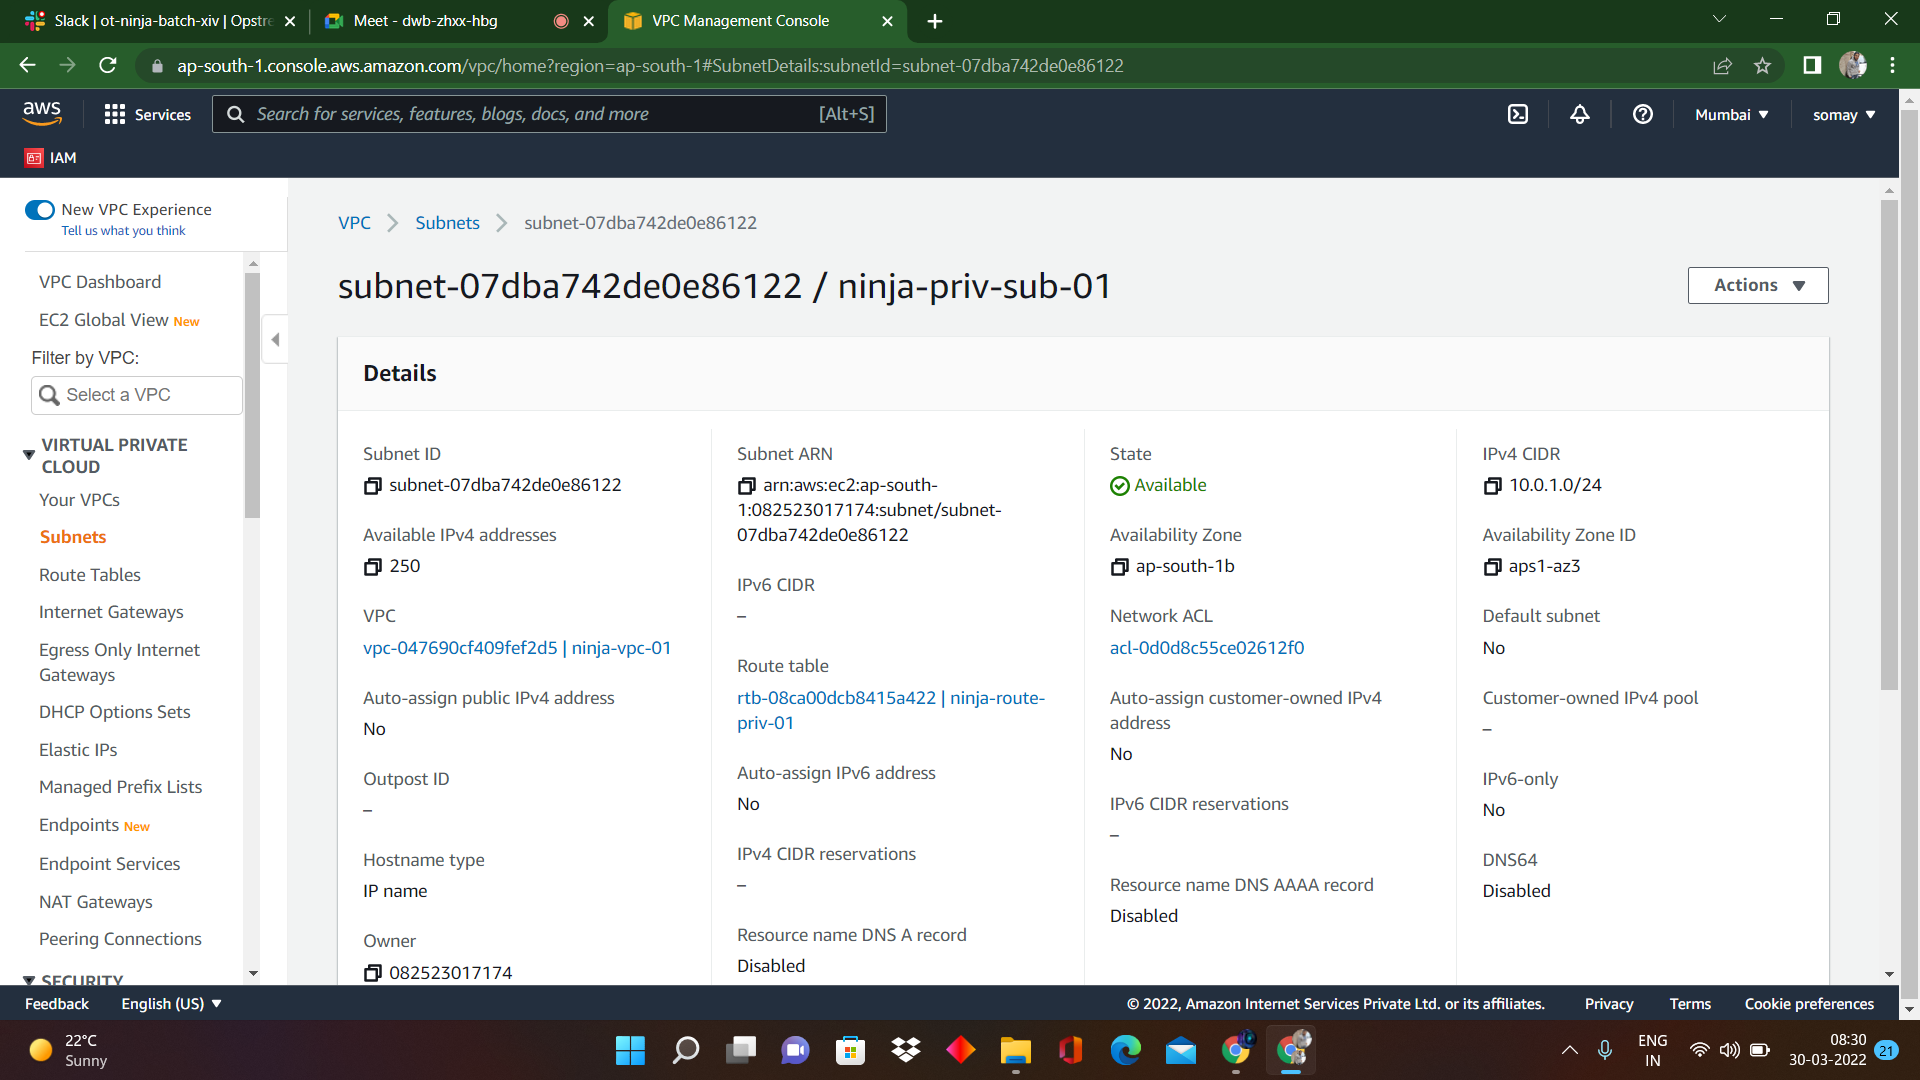 Slack | ot-ninja-batch-xiv | Opstre
Meet - dwb-zhxx-hbg
VPC Management Console
ap-south-1.console.aws.amazon.com/vpc/home?region=ap-south-1#SubnetDetails:subnetId=subnet-07dba742de0e86122
aws
Services
Search for services, features, blogs, docs, and more
[Alt+S]
Mumbai
somay
IAM
New VPC Experience
Tell us what you think
VPC Dashboard
EC2 Global View New
Filter by VPC:
Select a VPC
VIRTUAL PRIVATE
CLOUD
Your VPCs
Subnets
Route Tables
Internet Gateways
Egress Only Internet
Gateways
DHCP Options Sets
Elastic IPs
Managed Prefix Lists
Endpoints New
Endpoint Services
NAT Gateways
Peering Connections
SECURITY
VPC
Subnets
subnet-07dba742de0e86122
subnet-07dba742de0e86122 / ninja-priv-sub-01
Actions
Details
Subnet ID
subnet-07dba742de0e86122
Available IPv4 addresses
250
VPC
vpc-047690cf409fef2d5 | ninja-vpc-01
Auto-assign public IPv4 address
No
Outpost ID
–
Hostname type
IP name
Owner
082523017174
Subnet ARN
arn:aws:ec2:ap-south-
1:082523017174:subnet/subnet-
07dba742de0e86122
IPv6 CIDR
–
Route table
rtb-08ca00dcb8415a422 | ninja-route-
priv-01
Auto-assign IPv6 address
No
IPv4 CIDR reservations
–
Resource name DNS A record
Disabled
State
Available
Availability Zone
ap-south-1b
Network ACL
acl-0d0d8c55ce02612f0
Auto-assign customer-owned IPv4
address
No
IPv6 CIDR reservations
–
Resource name DNS AAAA record
Disabled
IPv4 CIDR
10.0.1.0/24
Availability Zone ID
aps1-az3
Default subnet
No
Customer-owned IPv4 pool
–
IPv6-only
No
DNS64
Disabled
Feedback
English (US)
© 2022, Amazon Internet Services Private Ltd. or its affiliates.
Privacy
Terms
Cookie preferences
22°C
Sunny
ENG
IN
08:30
30-03-2022
21